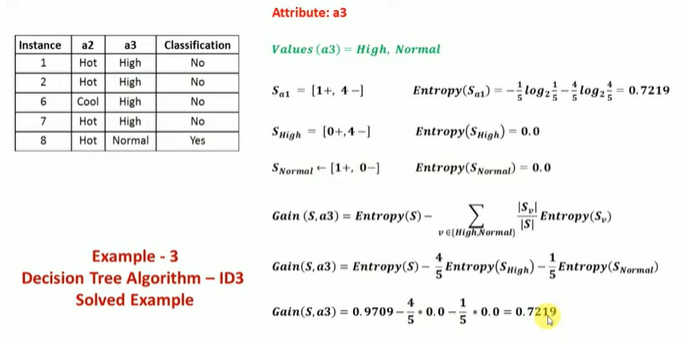 Attribute: a3
Instance a2 a3 Classification
1 Hot High No
2 Hot High No
6 Cool High No
7 Hot High No
8 Hot Normal Yes
Values (a3) = High, Normal
S_{a1} = [1+, 4−] Entropy(S_{a1}) = −\frac{1}{5}log_2\frac{1}{5} − \frac{4}{5}log_2\frac{4}{5} = 0.7219
S_{High} = [0+,4−] Entropy(S_{High}) = 0.0
S_{Normal} ← [1+, 0−] Entropy(S_{Normal}) = 0.0
Gain (S, a3) = Entropy(S) − \sum_{v∈{High,Normal}} \frac{|S_v|}{|S|} Entropy(S_v)
Gain(S, a3) = Entropy(S) − \frac{4}{5}Entropy(S_{High}) − \frac{1}{5}Entropy(S_{Normal})
Gain(S, a3) = 0.9709 − \frac{4}{5} * 0.0 − \frac{1}{5} * 0.0 = 0.7219
Example - 3
Decision Tree Algorithm – ID3
Solved Example